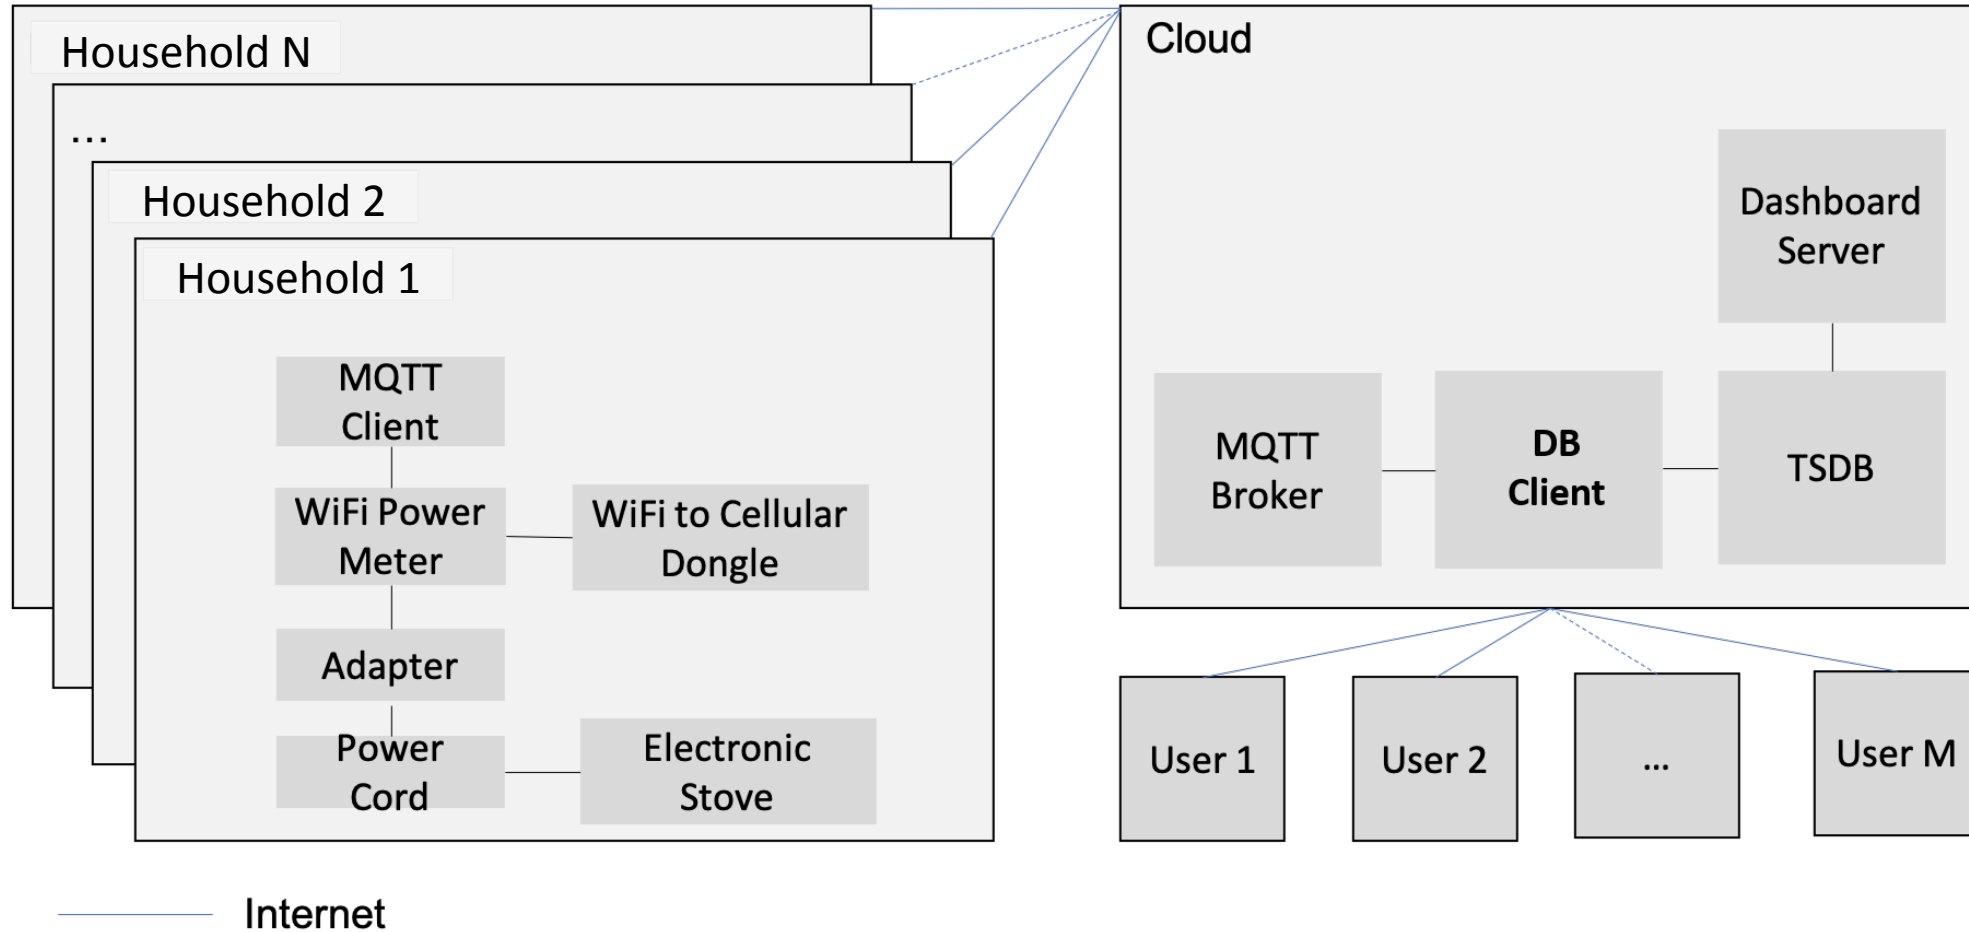 Household N
...
Household 2
Household 1
MQTT
Client
WiFi Power
Meter
WiFi to Cellular
Dongle
Adapter
Power
Cord
Electronic
Stove
Cloud
Dashboard
Server
MQTT
Broker
DB
Client
TSDB
User 1
User 2
...
User M
Internet